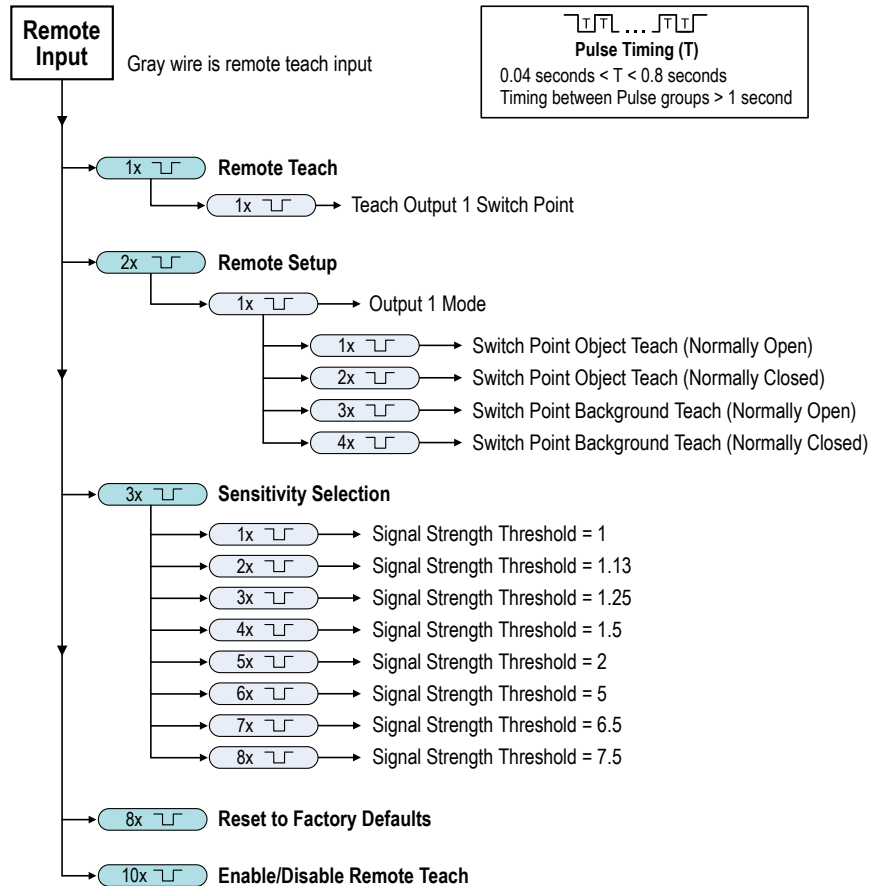 Remote
Input
Gray wire is remote teach input
T T ... T T
Pulse Timing (T)
0.04 seconds < T < 0.8 seconds
Timing between Pulse groups > 1 second
1x Remote Teach
1x Teach Output 1 Switch Point
2x Remote Setup
1x Output 1 Mode
1x Switch Point Object Teach (Normally Open)
2x Switch Point Object Teach (Normally Closed)
3x Switch Point Background Teach (Normally Open)
4x Switch Point Background Teach (Normally Closed)
3x Sensitivity Selection
1x Signal Strength Threshold = 1
2x Signal Strength Threshold = 1.13
3x Signal Strength Threshold = 1.25
4x Signal Strength Threshold = 1.5
5x Signal Strength Threshold = 2
6x Signal Strength Threshold = 5
7x Signal Strength Threshold = 6.5
8x Signal Strength Threshold = 7.5
8x Reset to Factory Defaults
10x Enable/Disable Remote Teach